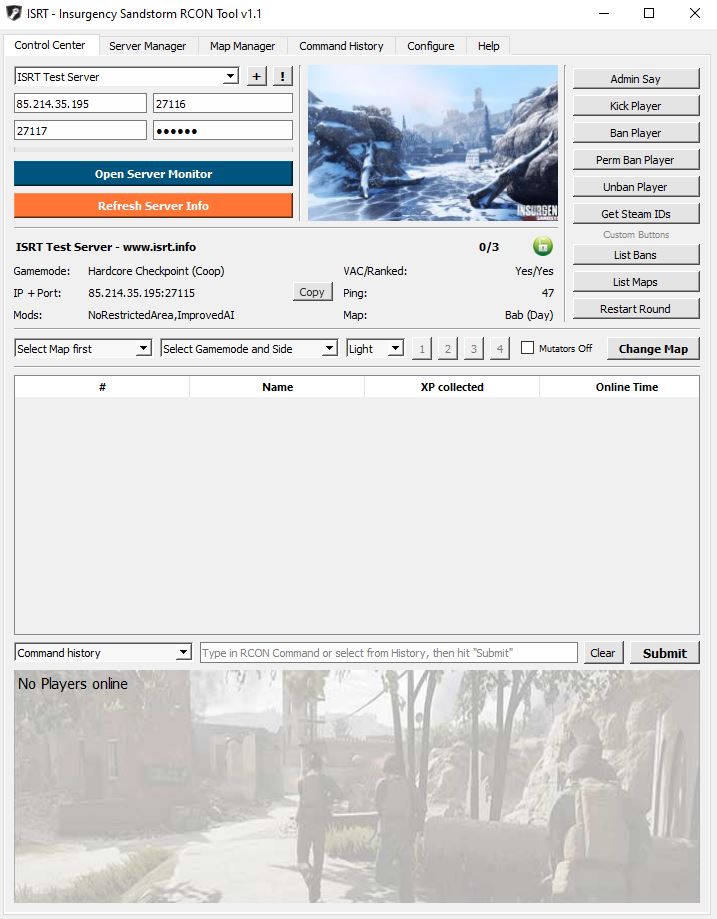 ISRT - Insurgency Sandstorm RCON Tool v1.1
Control Center
Server Manager
Map Manager
Command History
Configure
Help
ISRT Test Server
+
!
85.214.35.195
27116
27117
●●●●●●
Open Server Monitor
Refresh Server Info
Admin Say
Kick Player
Ban Player
Perm Ban Player
Unban Player
Get Steam IDs
Custom Buttons
List Bans
List Maps
Restart Round
ISRT Test Server - www.isrt.info
0/3
Gamemode: Hardcore Checkpoint (Coop)
VAC/Ranked: Yes/Yes
IP + Port: 85.214.35.195:27115
Copy
Ping: 47
Mods: NoRestrictedArea,ImprovedAI
Map: Bab (Day)
Select Map first
Select Gamemode and Side
Light
1
2
3
4
Mutators Off
Change Map
# Name XP collected Online Time
Command history
Type in RCON Command or select from History, then hit "Submit"
Clear
Submit
No Players online